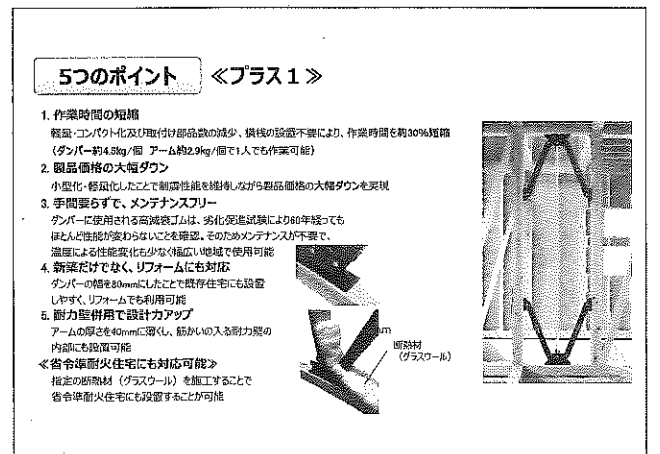 5つのポイント ≪プラス1≫
1. 作業時間の短縮
軽量・コンパクト化及び取付け部品数の減少、横桟の設置不要により、作業時間を約30%短縮
(ダンパー約4.5kg/個 アーム約2.9kg/個で1人でも作業可能)
2. 製品価格の大幅ダウン
小型化・軽量化したことで制震性能を維持しながら製品価格の大幅ダウンを実現
3. 手間要らずで、メンテナンスフリー
ダンパーに使用される高減衰ゴムは、劣化促進試験により60年経っても
ほとんど性能が変わらないことを確認。そのためメンテナンスが不要で、
温度による性能変化も少なく幅広い地域で使用可能
4. 新築だけでなく、リフォームにも対応
ダンパーの幅を80mmにしたことで既存住宅にも設置
しやすく、リフォームでも利用可能
5. 耐力壁併用で設計力アップ
アームの厚さを40mmに薄くし、筋かいの入る耐力壁の
内部にも設置可能
≪省令準耐火住宅にも対応可能≫
指定の断熱材(グラスウール)を施工することで
省令準耐火住宅にも設置することが可能
mm
断熱材
(グラスウール)